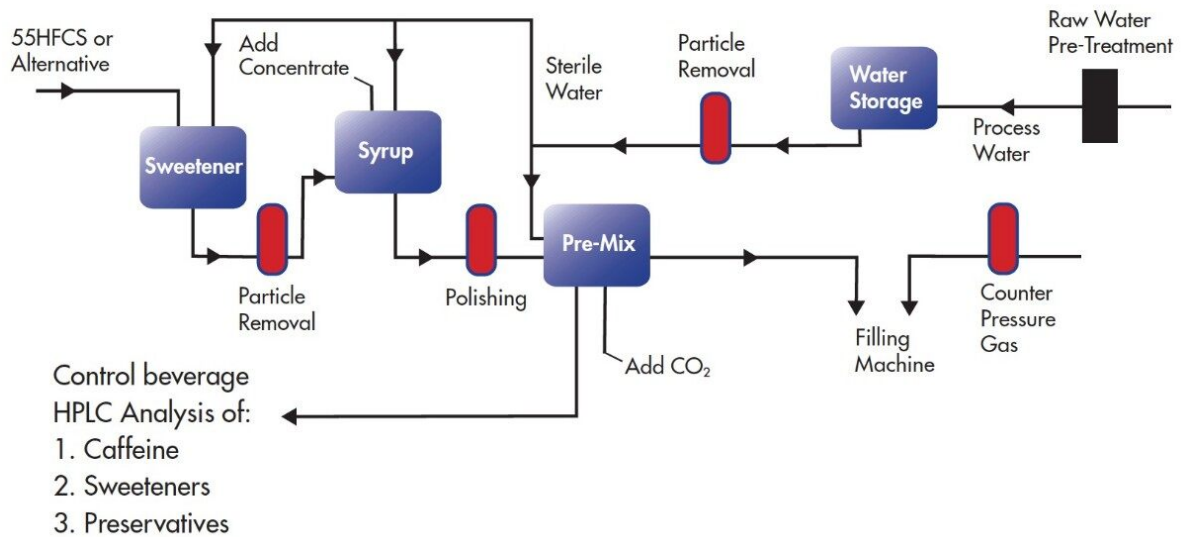 55HFCS or
Alternative
Add
Concentrate
Sterile
Water
Particle
Removal
Water
Storage
Raw Water
Pre-Treatment
Process
Water
Sweetener
Syrup
Particle
Removal
Polishing
Pre-Mix
Add CO₂
Filling
Machine
Counter
Pressure
Gas
Control beverage
HPLC Analysis of:
1. Caffeine
2. Sweeteners
3. Preservatives